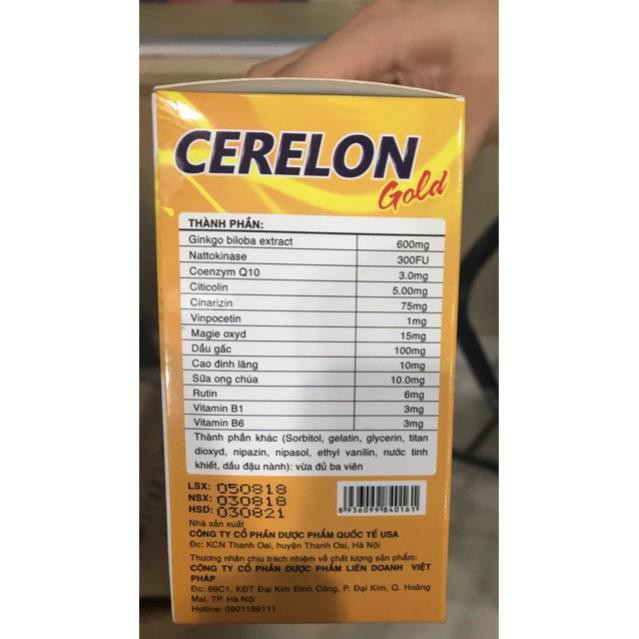 CERELON
Gold
THÀNH PHẦN:
Ginkgo biloba extract 600mg
Nattokinase 300FU
Coenzym Q10 3.0mg
Citicolin 5.00mg
Cinarizin 75mg
Vinpocetin 1mg
Magie oxyd 15mg
Dầu gấc 100mg
Cao đinh lăng 10mg
Sữa ong chúa 10.0mg
Rutin 6mg
Vitamin B1 3mg
Vitamin B6 3mg
Thành phần khác (Sorbitol, gelatin, glycerin, titan
dioxyd, nipazin, nipasol, ethyl vanilin, nước tinh
khiết, dầu đậu nành): vừa đủ ba viên
LSX: 050818
NSX: 030818
HSD: 030821
8 936099 840161
Nhà sản xuất
CÔNG TY CỔ PHẦN DƯỢC PHẨM QUỐC TẾ USA
Đc: KCN Thanh Oai, huyện Thanh Oai, Hà Nội
Thương nhân chịu trách nhiệm về chất lượng sản phẩm:
CÔNG TY CỔ PHẦN DƯỢC PHẨM LIÊN DOANH VIỆT
PHÁP
Đc: 69C1, KĐT Đại Kim Đinh Công, P. Đại Kim, Q. Hoàng
Mai, TP. Hà Nội
Hotline: 0901169111